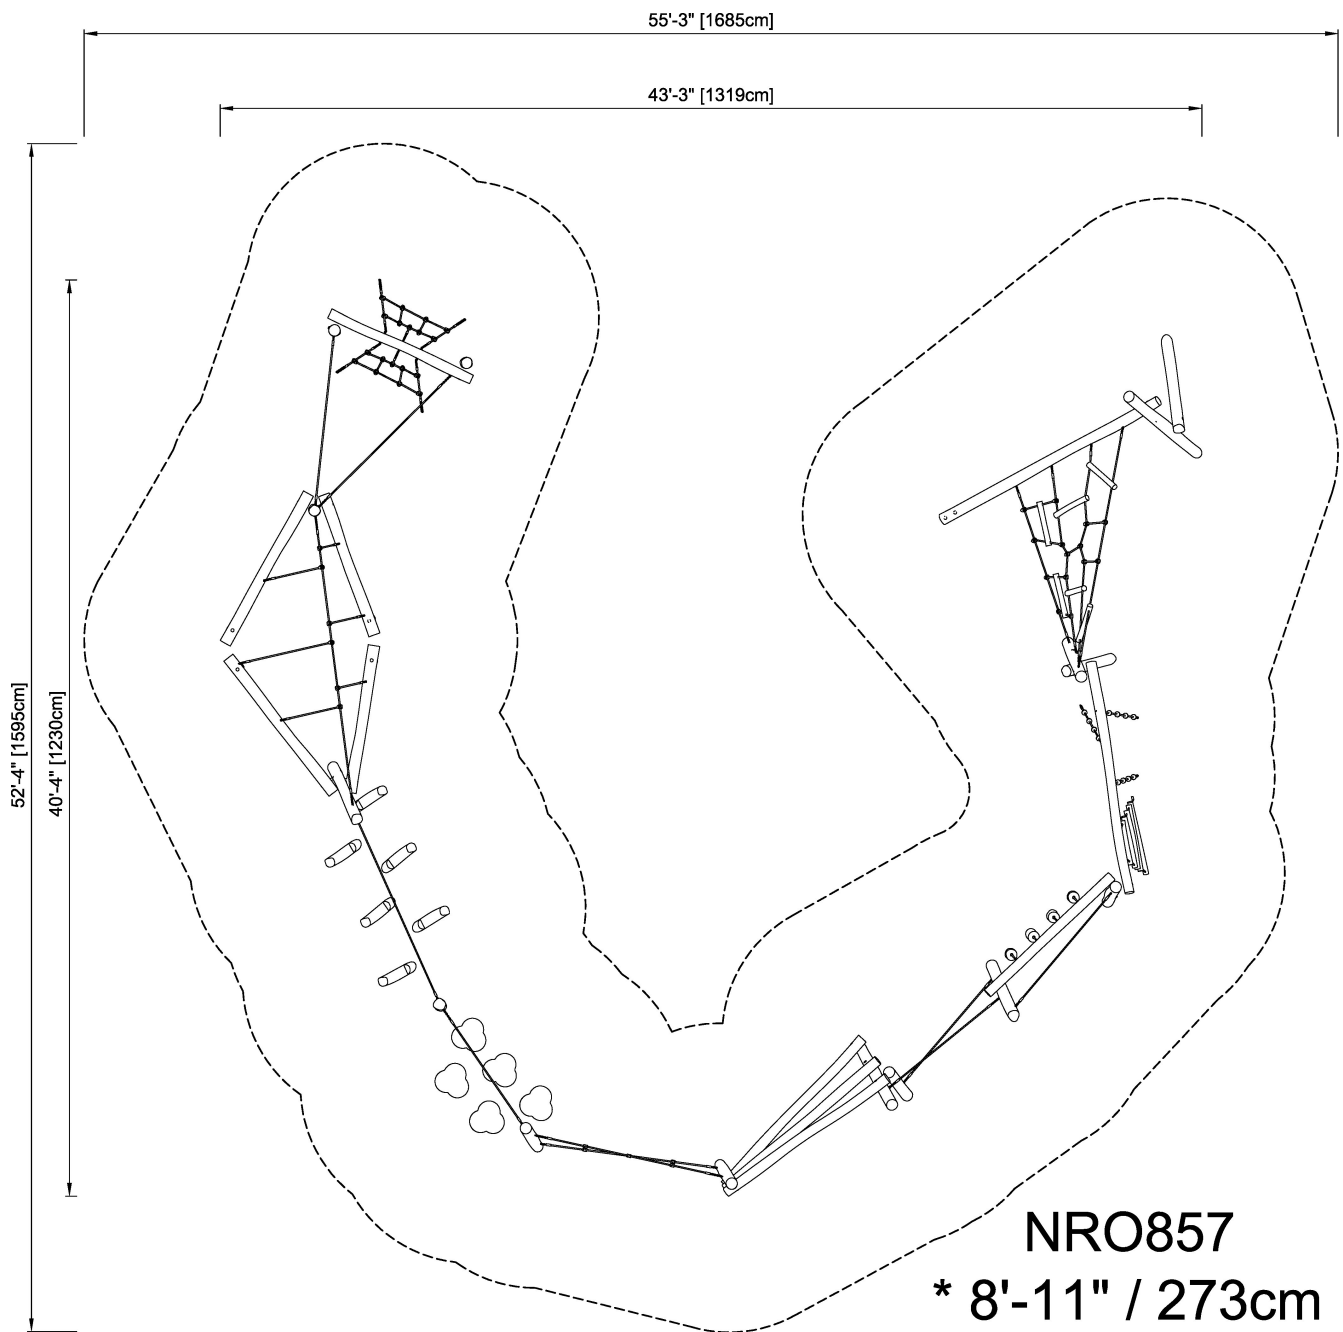 55'-3" [1685cm]
43'-3" [1319cm]
52'-4" [1595cm]
40'-4" [1230cm]
NRO857
* 8'-11" / 273cm